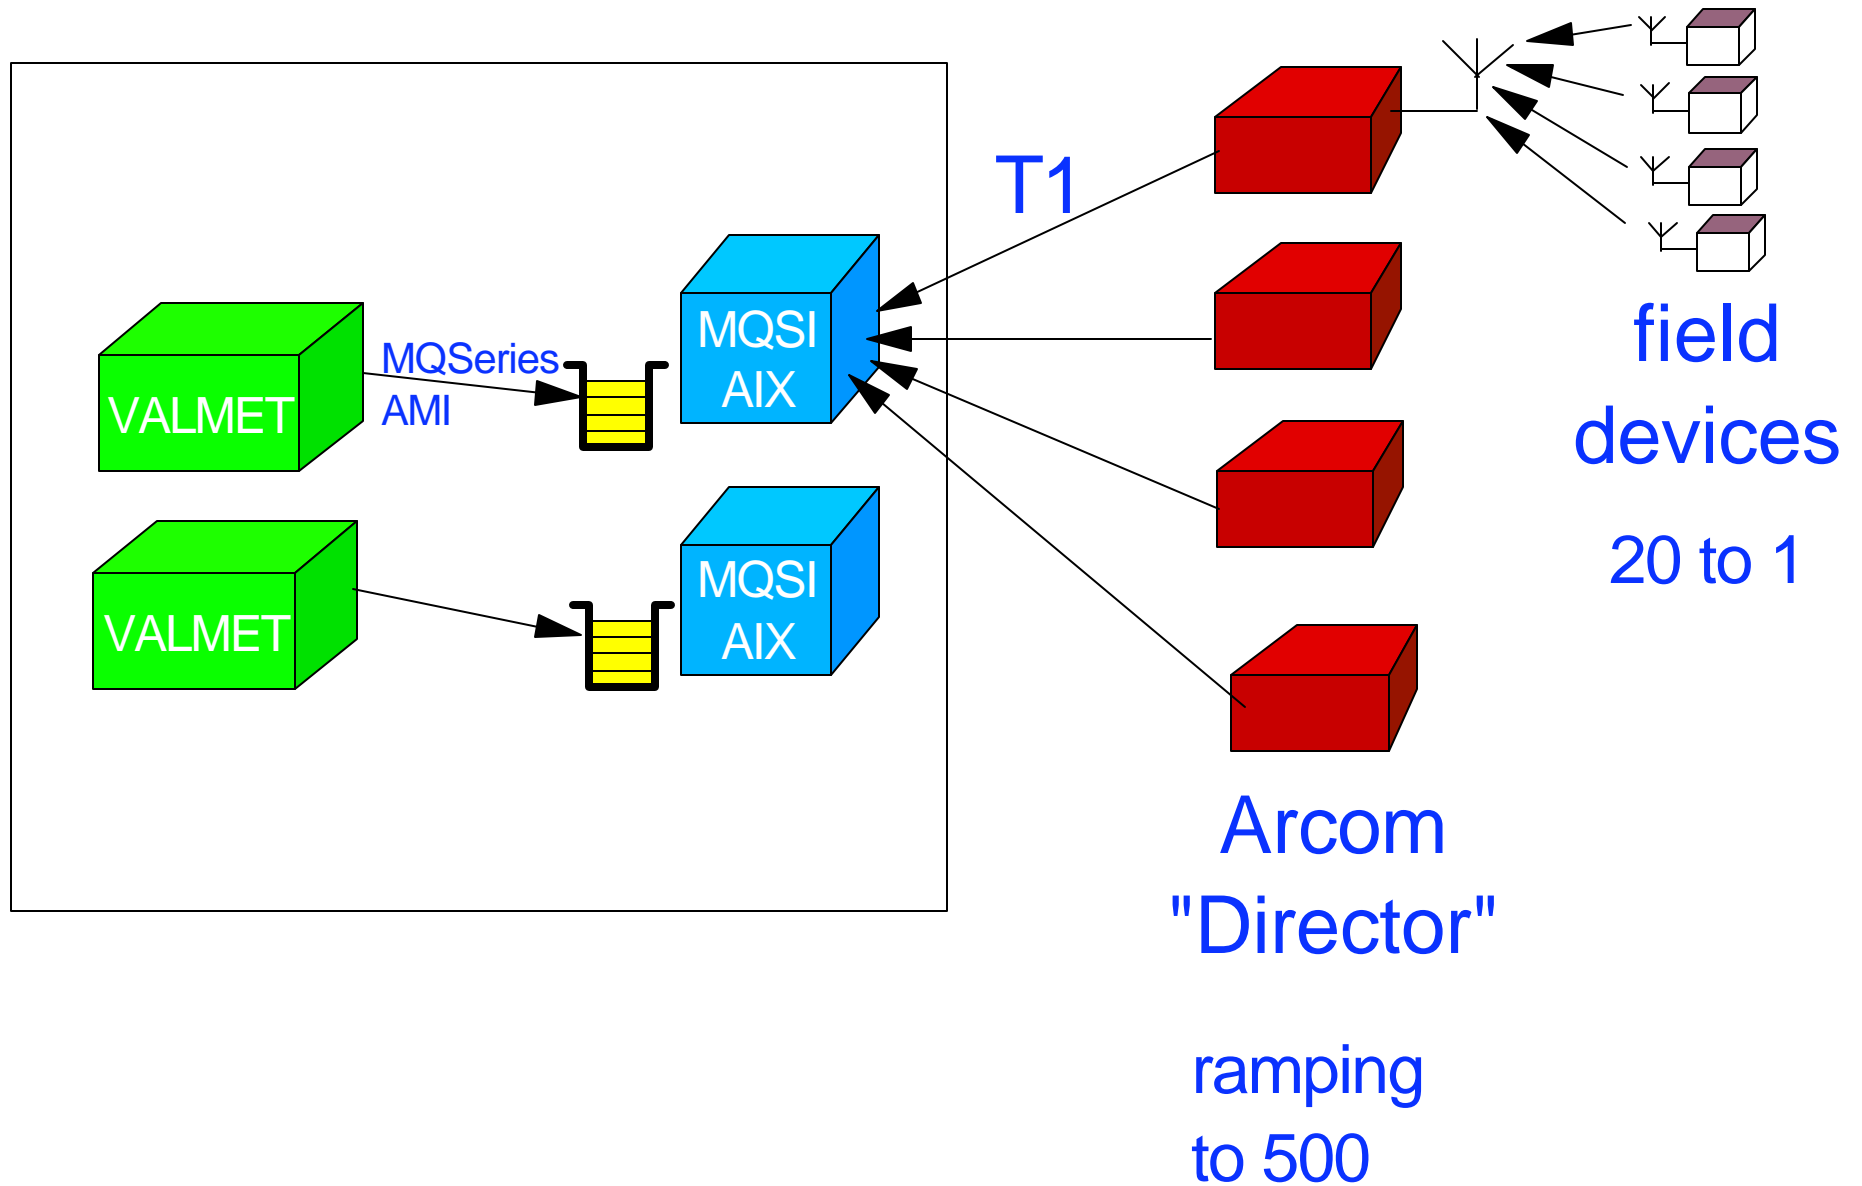 T1
MQSI
AIX
MQSeries
AMI
VALMET
MQSI
AIX
VALMET
field
devices
20 to 1
Arcom
"Director"
ramping
to 500